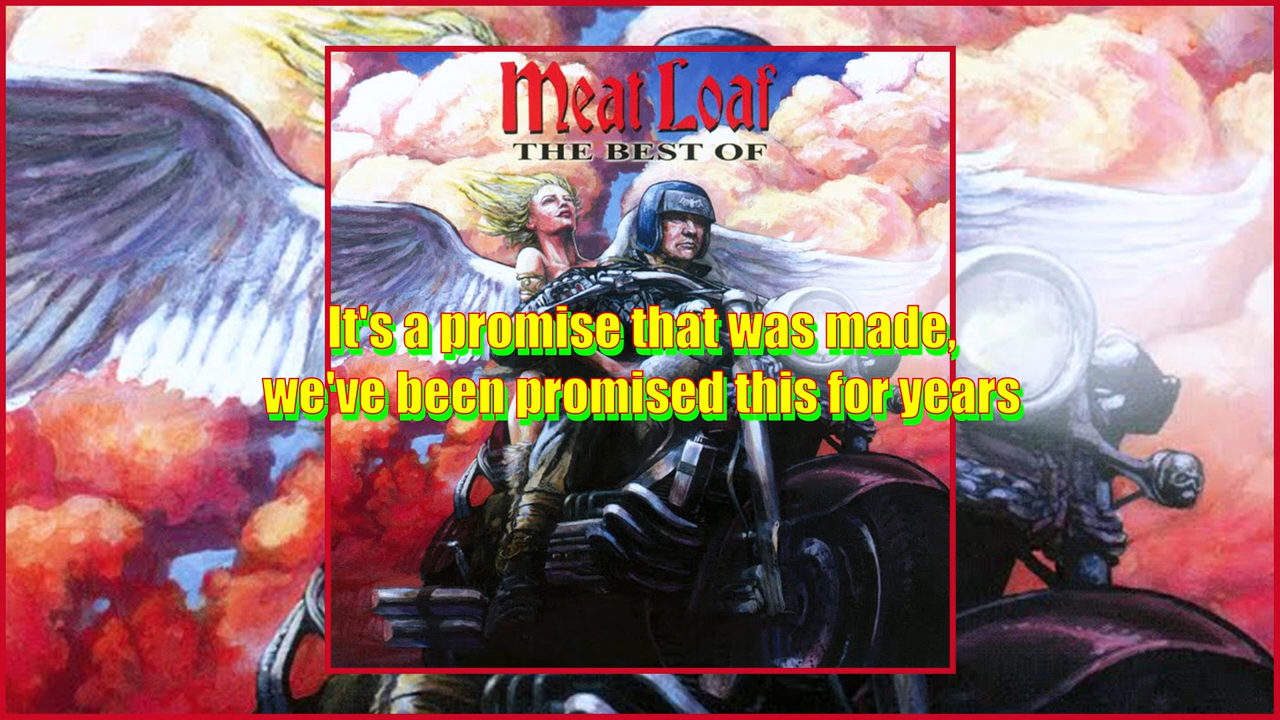 Meat Loaf
THE BEST OF
It's a promise that was made,
we've been promised this for years